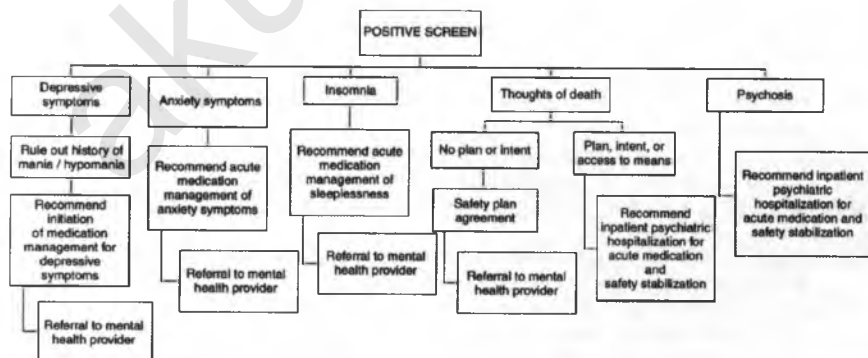 POSITIVE SCREEN
Depressive
symptoms
Anxiety symptoms
Insomnia
Thoughts of death
Psychosis
Rule out history of
mania / hypomania
Recommend acute
medication
management of
anxiety symptoms
Recommend acute
medication
management of
sleeplessness
No plan or intent
Plan, intent, or
access to means
Recommend inpatient
psychiatric
hospitalization for
acute medication and
safety stabilization
Recommend
initiation
of medication
management for
depressive
symptoms
Safety plan
agreement
Recommend
inpatient psychiatric
hospitalization for
acute medication
and
safety stabilization
Referral to mental
health provider
Referral to mental
health provider
Referral to mental
health provider
Referral to mental
health provider